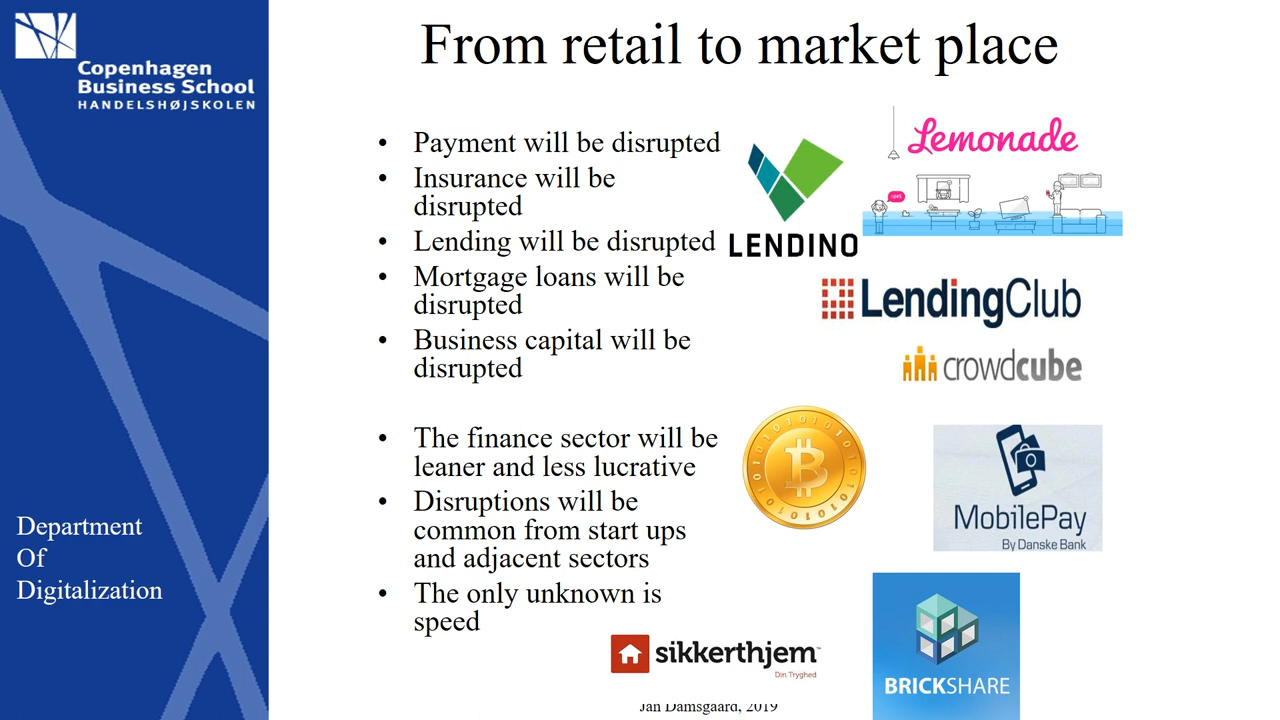 Copenhagen
Business School
HANDELSHØJSKOLEN
From retail to market place
• Payment will be disrupted
• Insurance will be
disrupted
• Lending will be disrupted
• Mortgage loans will be
disrupted
• Business capital will be
disrupted
• The finance sector will be
leaner and less lucrative
• Disruptions will be
common from start ups
and adjacent sectors
• The only unknown is
speed
Lemonade
LENDINO
LendingClub
crowdcube
MobilePay
By Danske Bank
sikkerthjem
Din Tryghed
BRICKSHARE
Department
Of
Digitalization
Jan Damsgaard, 2019